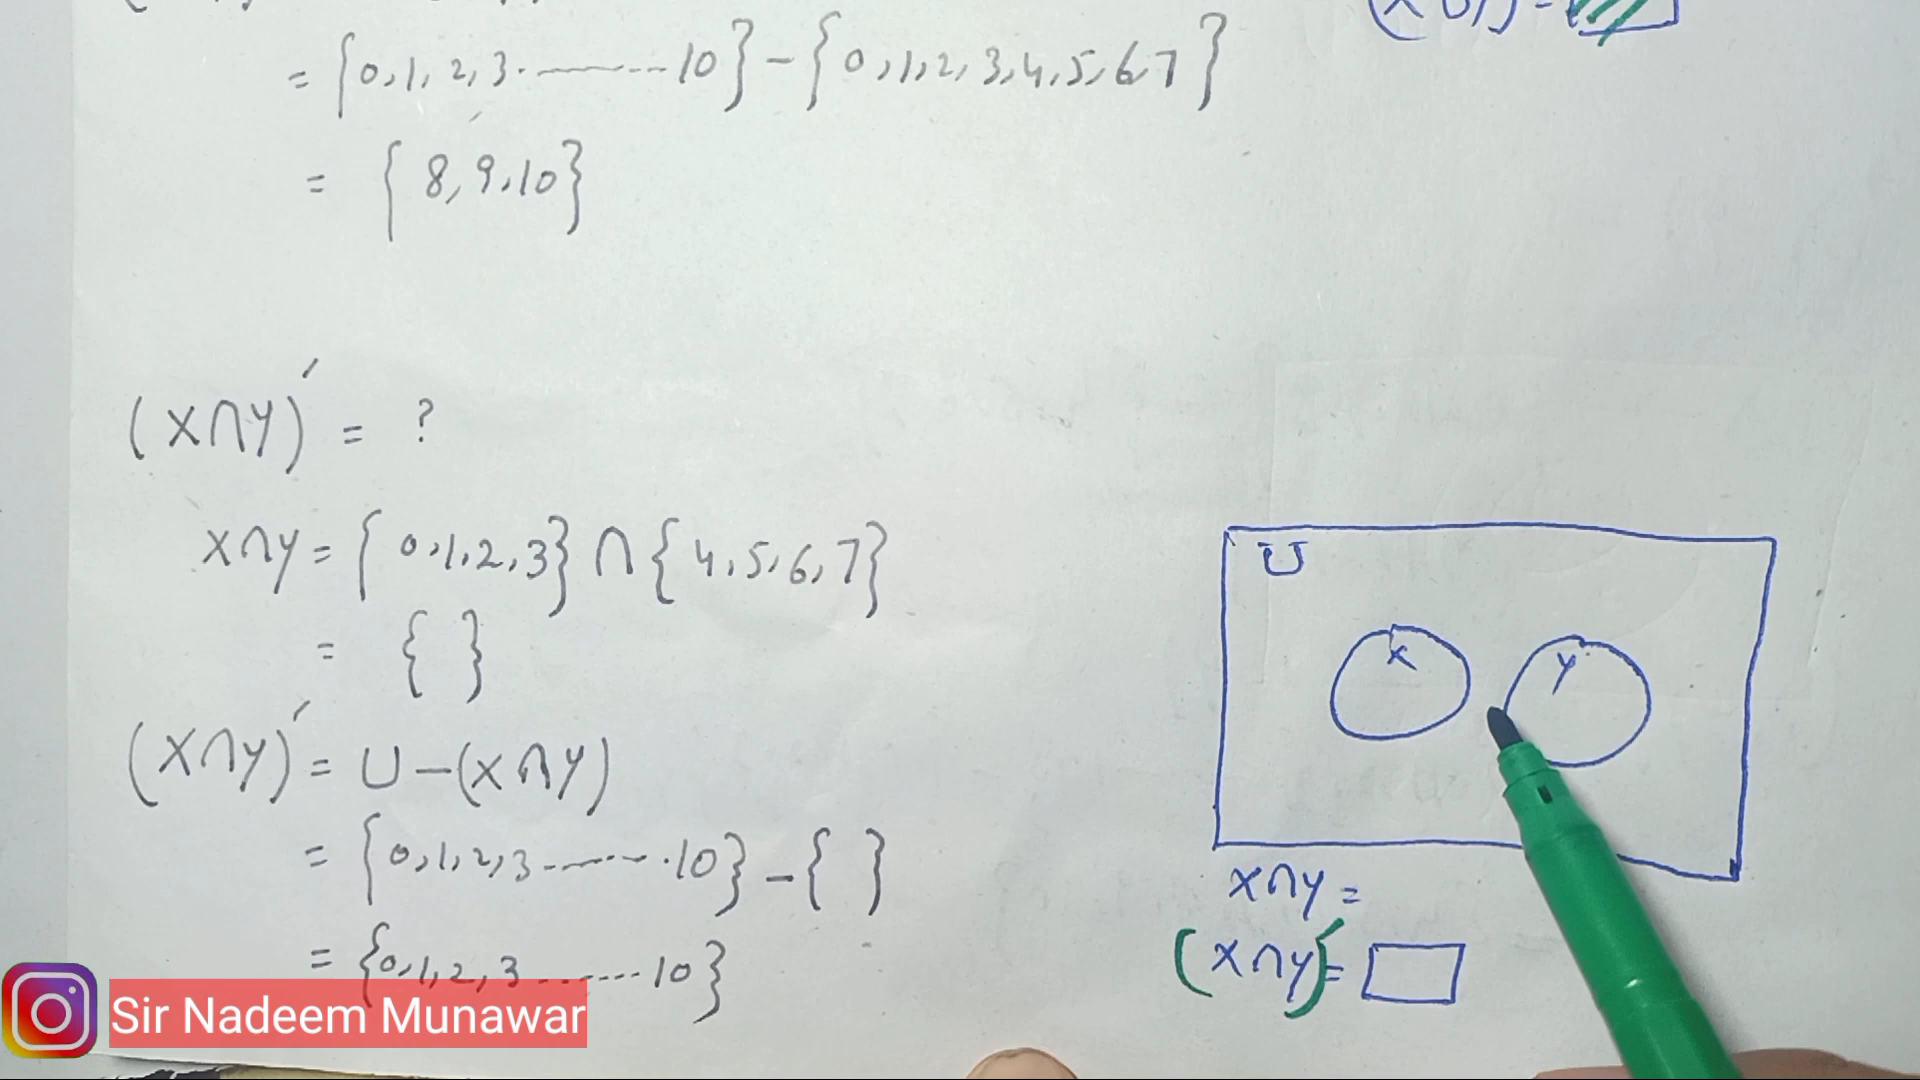 = {0,1,2,3.........10} - {0,1,2,3,4,5,6,7}
= {8,9,10}
(X∩Y)′ = ?
X∩Y = {0,1,2,3} ∩ {4,5,6,7}
= { }
(X∩Y)′ = U - (X∩Y)
= {0,1,2,3.........10} - { }
= {0,1,2,3.........10}
U
X
Y
X∩Y =
(X∩Y)′ =
Sir Nadeem Munawar